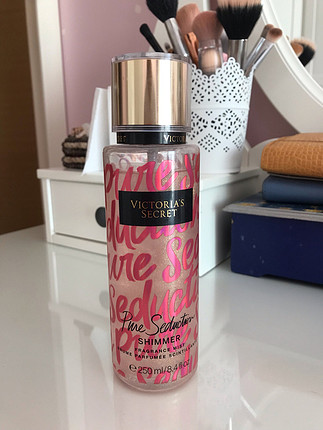 VICTORIA'S
SECRET
Pure Seduction
SHIMMER
FRAGRANCE MIST
BRUME PARFUMÉE SCINTILLANTE
e 250 ml/8.4 fl oz